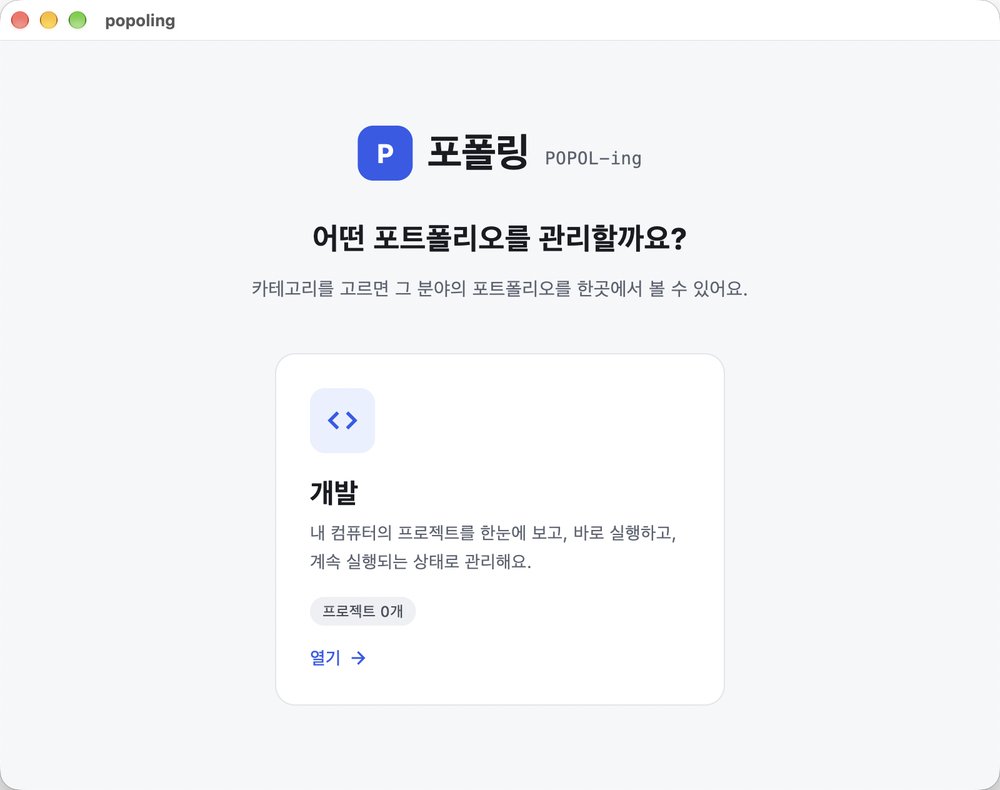 popoling
P 포폴링 POPOL-ing
어떤 포트폴리오를 관리할까요?
카테고리를 고르면 그 분야의 포트폴리오를 한곳에서 볼 수 있어요.
<>
개발
내 컴퓨터의 프로젝트를 한눈에 보고, 바로 실행하고,
계속 실행되는 상태로 관리해요.
프로젝트 0개
열기 →